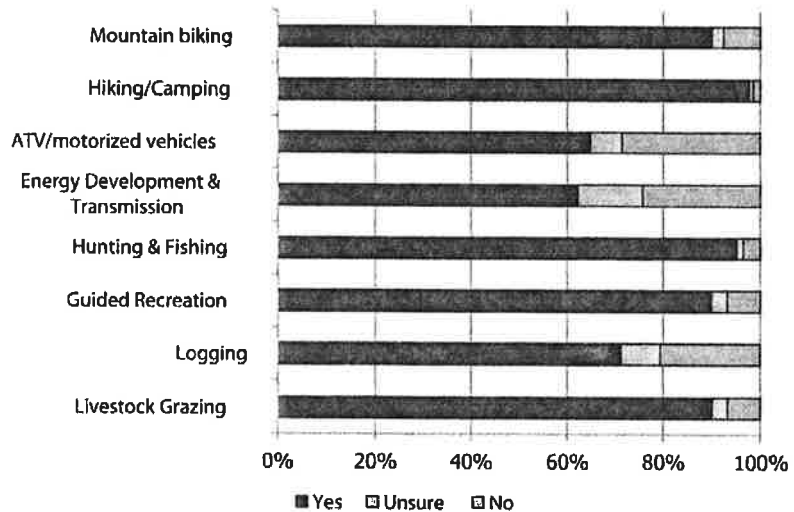 Mountain biking
Hiking/Camping
ATV/motorized vehicles
Energy Development &
Transmission
Hunting & Fishing
Guided Recreation
Logging
Livestock Grazing
0% 20% 40% 60% 80% 100%
Yes Unsure No